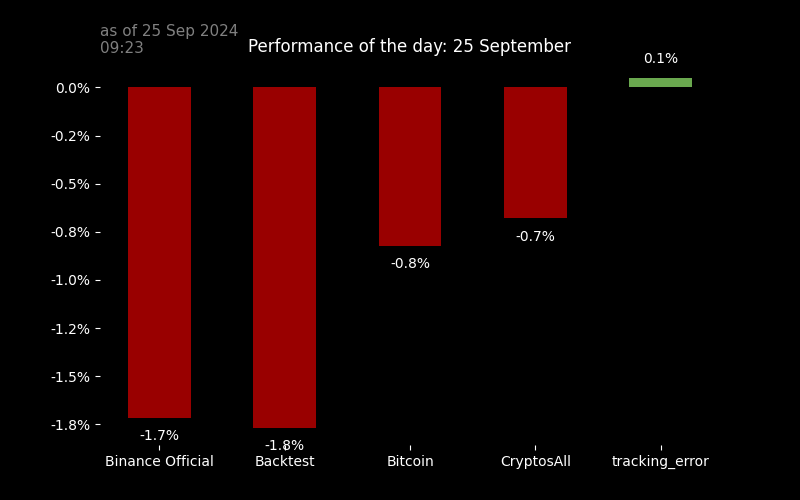 as of 25 Sep 2024
09:23
Performance of the day: 25 September
0.1%
0.0%
-0.2%
-0.5%
-0.8%
-0.7%
-0.8%
-1.0%
-1.2%
-1.5%
-1.8%
-1.7%
-1.8%
Binance Official
Backtest
Bitcoin
CryptosAll
tracking_error